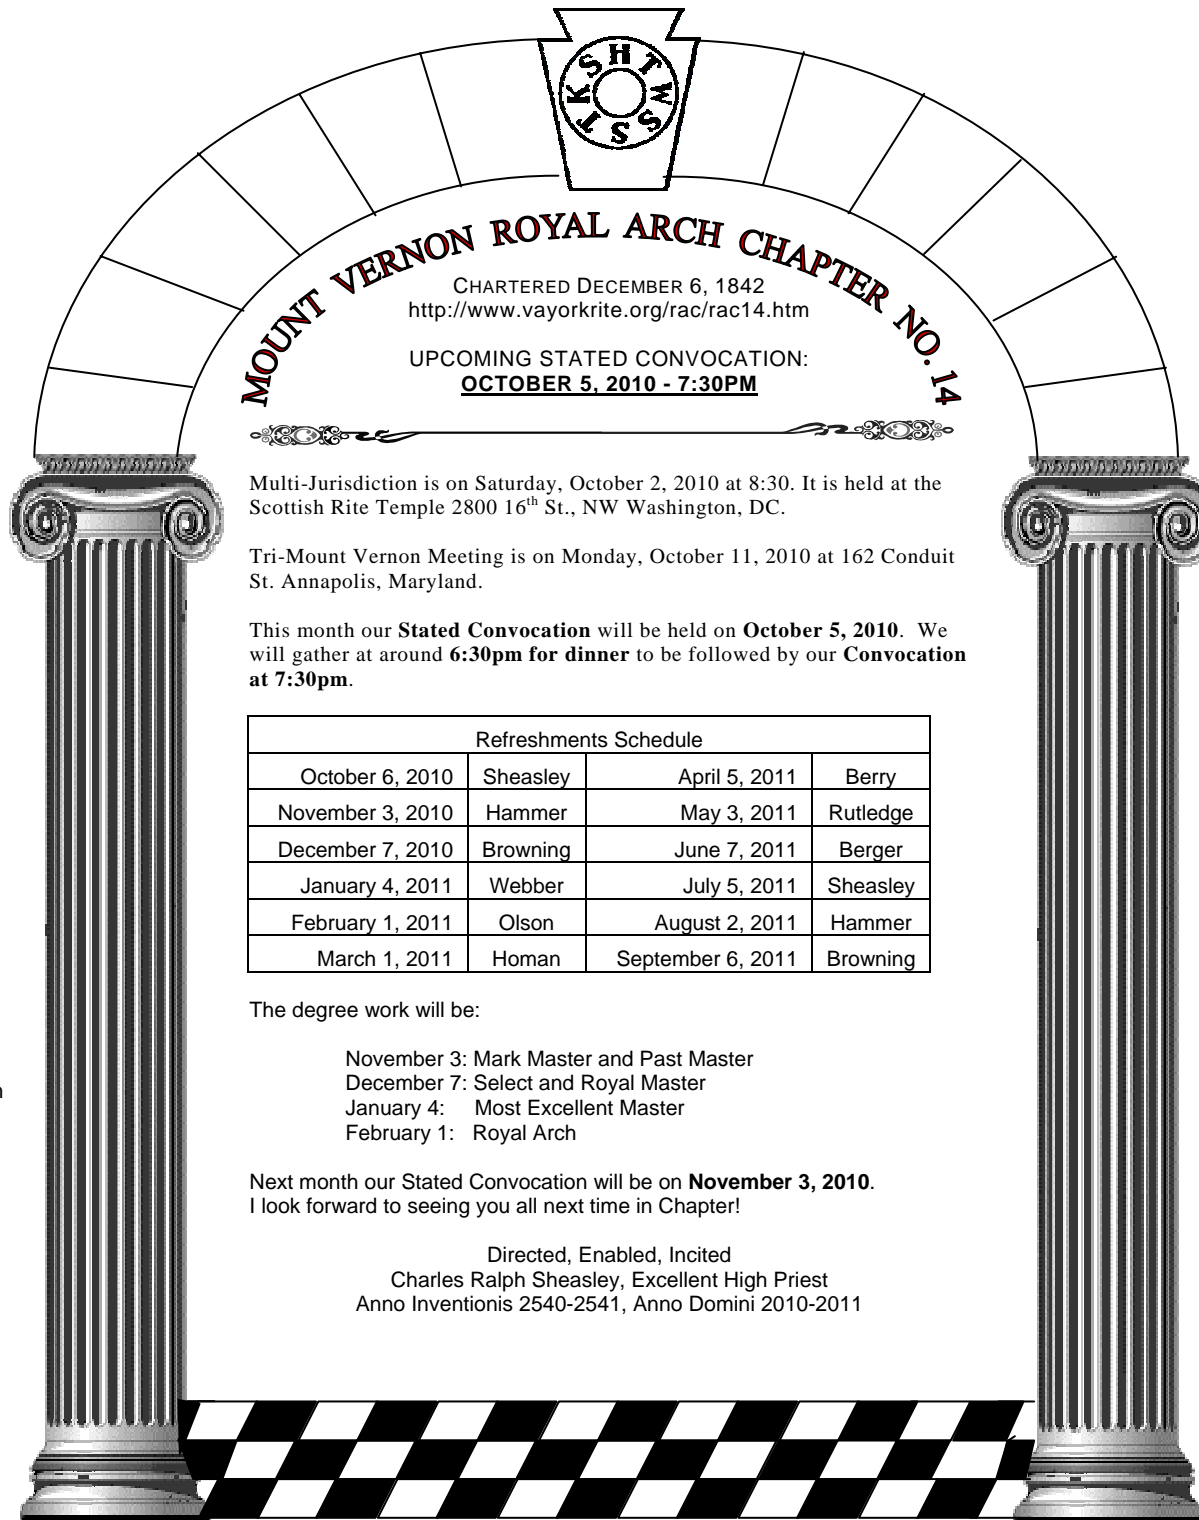 HTWSSTKS
MOUNT VERNON ROYAL ARCH CHAPTER NO. 14
CHARTERED DECEMBER 6, 1842
http://www.vayorkrite.org/rac/rac14.htm
UPCOMING STATED CONVOCATION:
OCTOBER 5, 2010 - 7:30PM
Multi-Jurisdiction is on Saturday, October 2, 2010 at 8:30. It is held at the
Scottish Rite Temple 2800 16th St., NW Washington, DC.
Tri-Mount Vernon Meeting is on Monday, October 11, 2010 at 162 Conduit
St. Annapolis, Maryland.
This month our Stated Convocation will be held on October 5, 2010. We
will gather at around 6:30pm for dinner to be followed by our Convocation
at 7:30pm.
Refreshments Schedule
October 6, 2010 Sheasley April 5, 2011 Berry
November 3, 2010 Hammer May 3, 2011 Rutledge
December 7, 2010 Browning June 7, 2011 Berger
January 4, 2011 Webber July 5, 2011 Sheasley
February 1, 2011 Olson August 2, 2011 Hammer
March 1, 2011 Homan September 6, 2011 Browning
The degree work will be:
November 3: Mark Master and Past Master
December 7: Select and Royal Master
January 4: Most Excellent Master
February 1: Royal Arch
Next month our Stated Convocation will be on November 3, 2010.
I look forward to seeing you all next time in Chapter!
Directed, Enabled, Incited
Charles Ralph Sheasley, Excellent High Priest
Anno Inventionis 2540-2541, Anno Domini 2010-2011